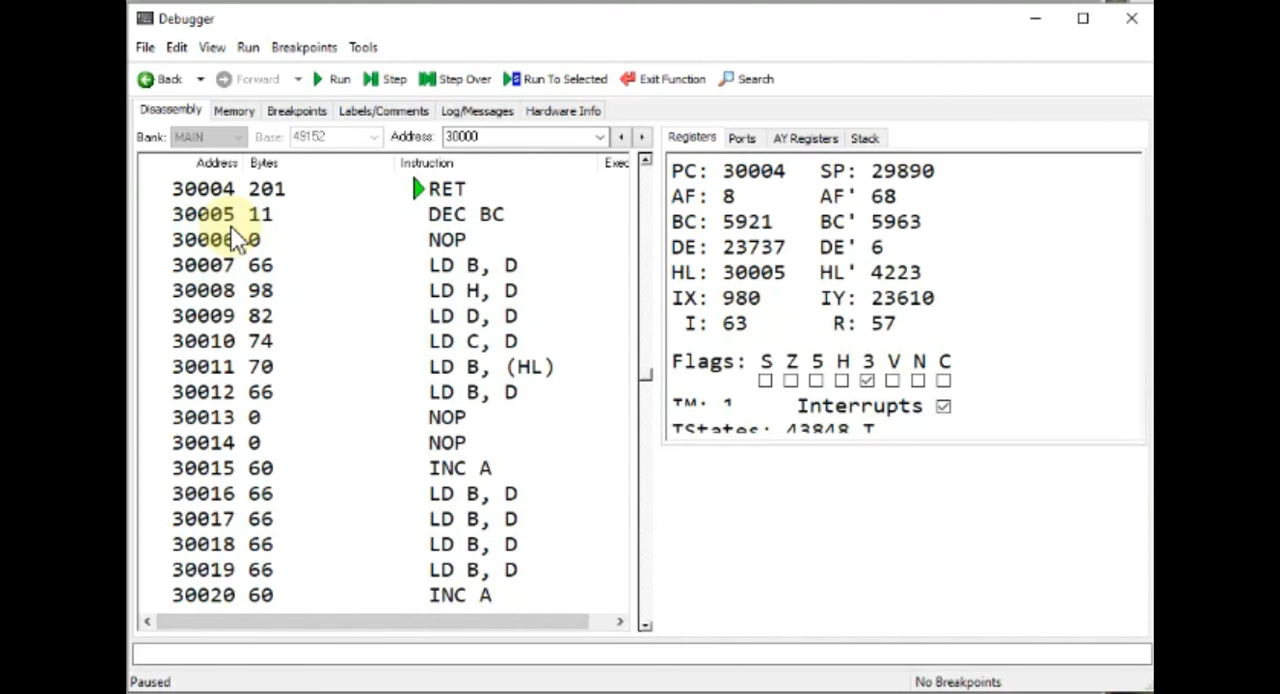 Debugger
File Edit View Run Breakpoints Tools
Back Forward Run Step Step Over Run To Selected Exit Function Search
Disassembly Memory Breakpoints Labels/Comments Log/Messages Hardware Info
Bank: MAIN Base: 49152 Address: 30000
Address Bytes Instruction Exec
30004 201 RET
30005 11 DEC BC
30006 0 NOP
30007 66 LD B, D
30008 98 LD H, D
30009 82 LD D, D
30010 74 LD C, D
30011 70 LD B, (HL)
30012 66 LD B, D
30013 0 NOP
30014 0 NOP
30015 60 INC A
30016 66 LD B, D
30017 66 LD B, D
30018 66 LD B, D
30019 66 LD B, D
30020 60 INC A
Registers Ports AY Registers Stack
PC: 30004 SP: 29890
AF: 8 AF' 68
BC: 5921 BC' 5963
DE: 23737 DE' 6
HL: 30005 HL' 4223
IX: 980 IY: 23610
I: 63 R: 57
Flags: S Z 5 H 3 V N C
IM: 1 Interrupts
TStates: 43848 T
Paused No Breakpoints